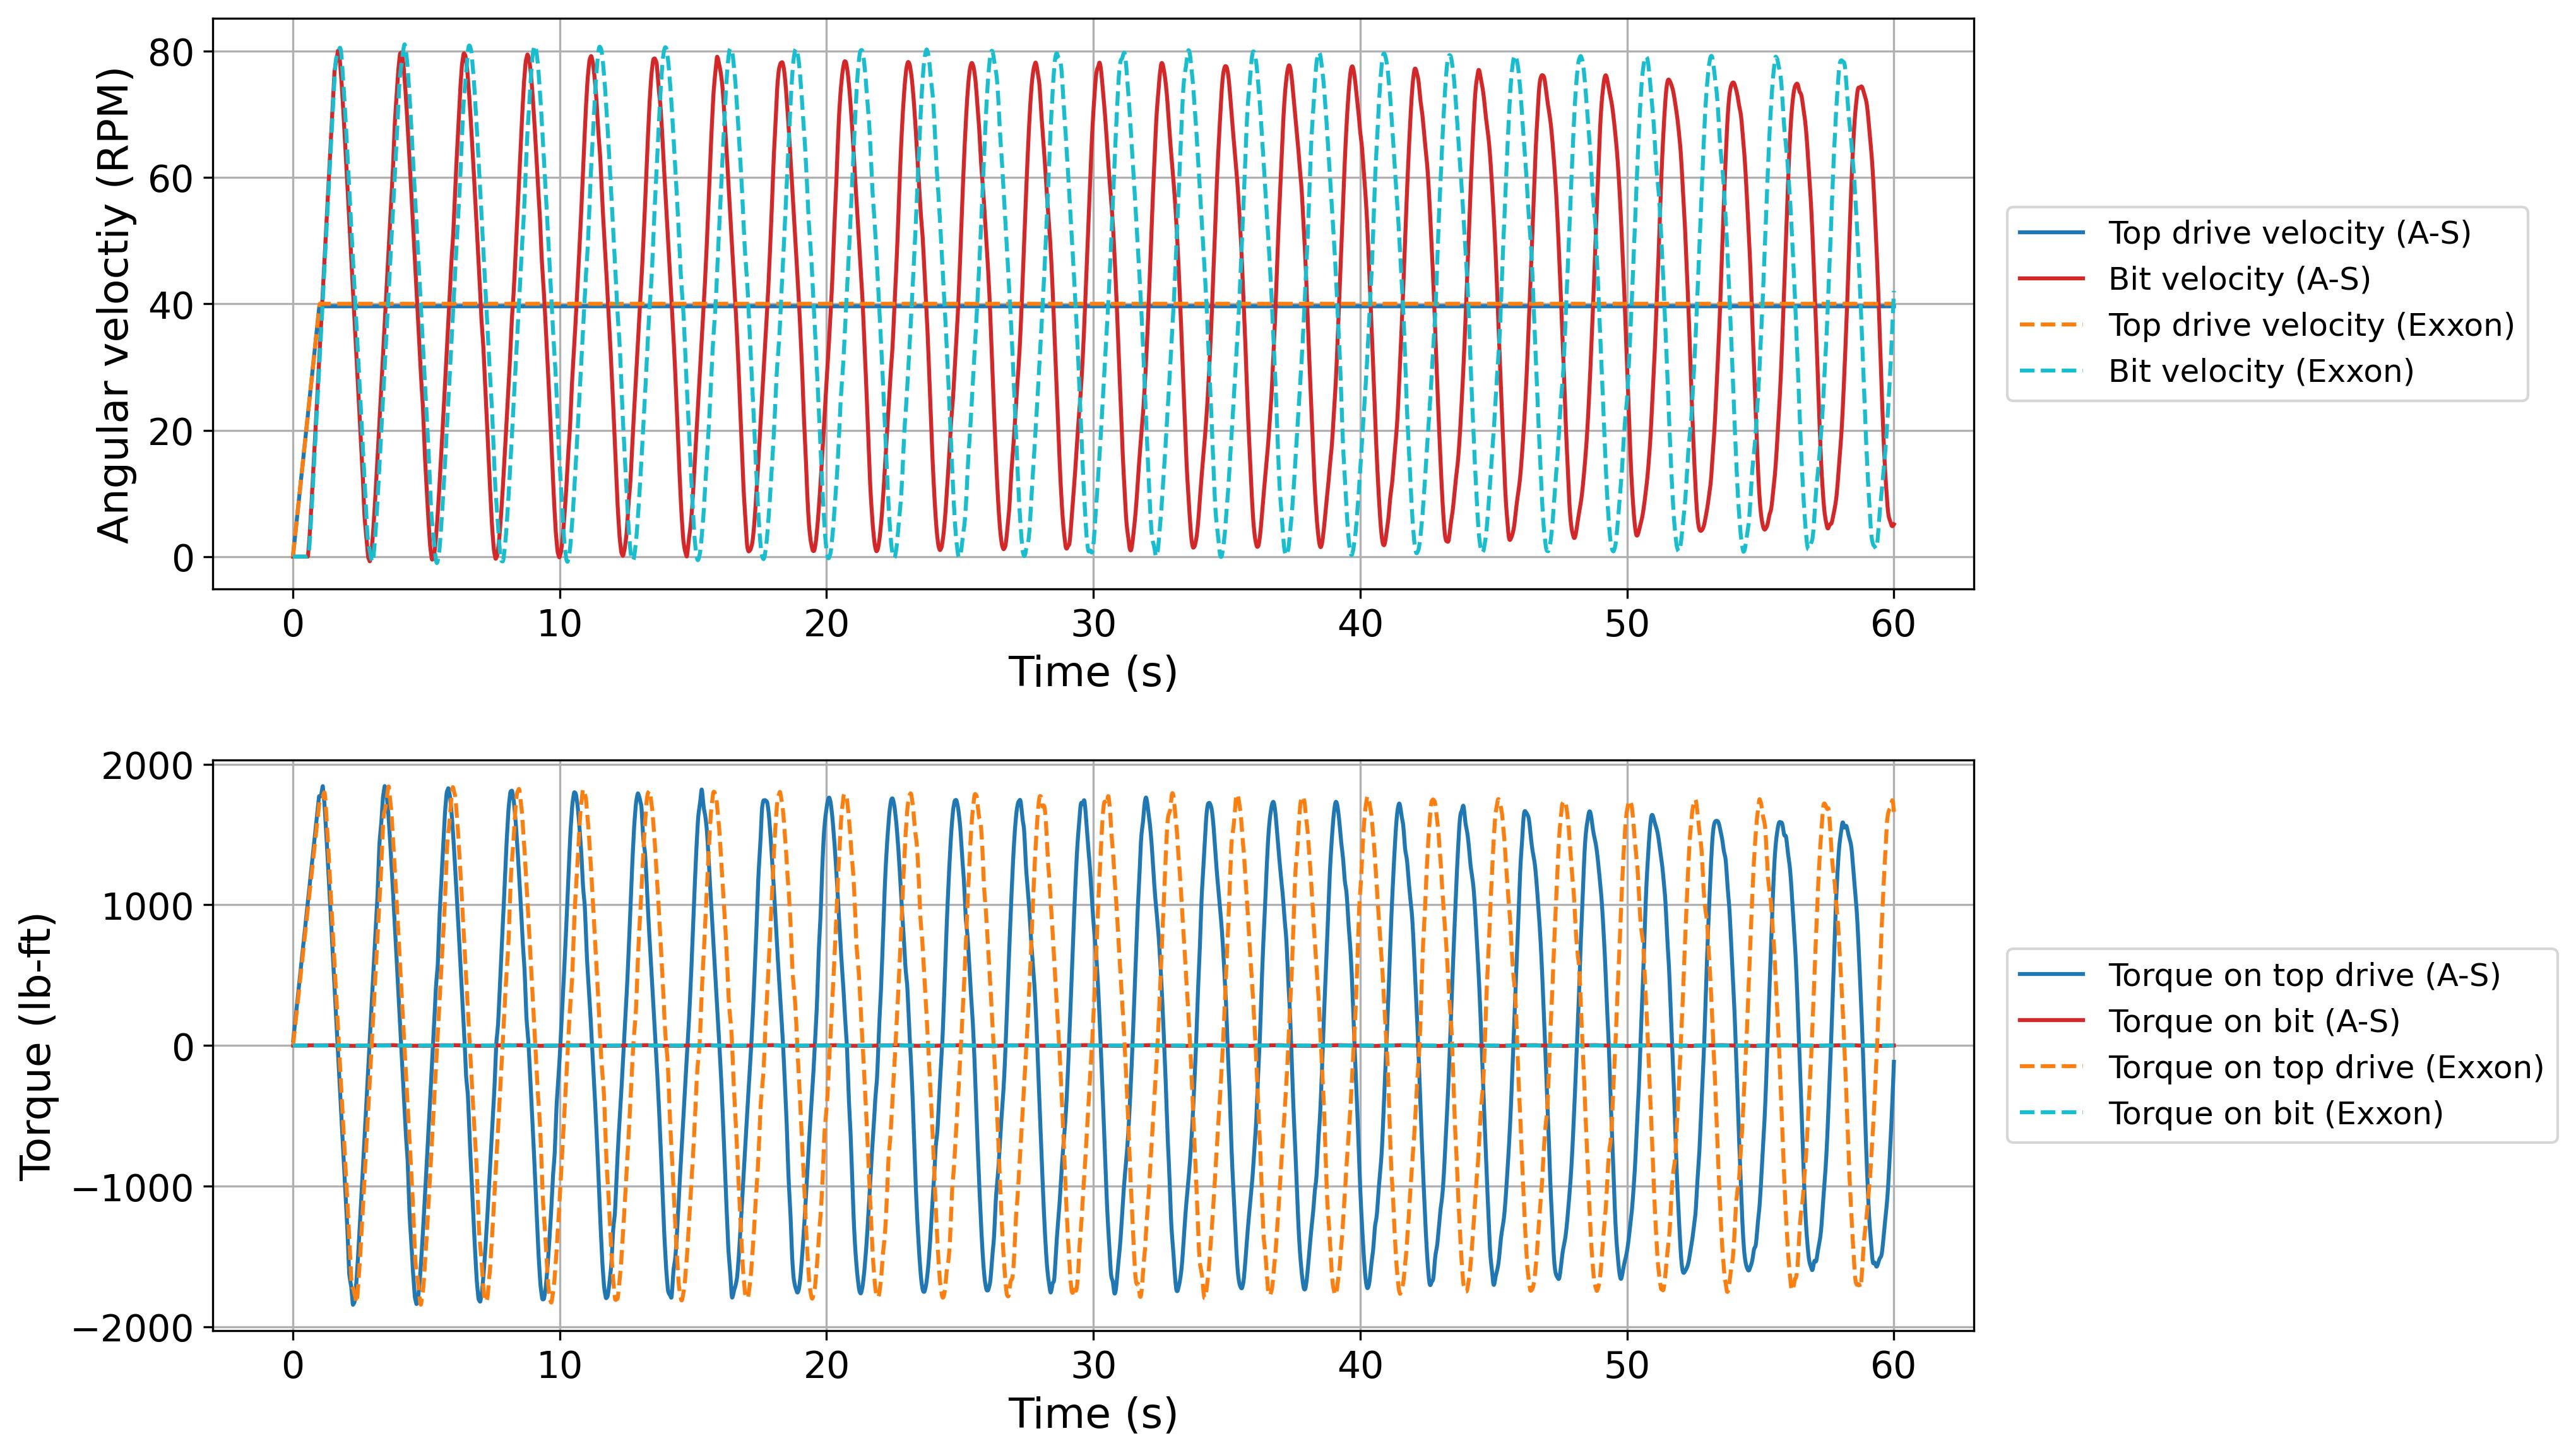 80
60
40
20
0
Angular veloctiy (RPM)
0 10 20 30 40 50 60
Time (s)
Top drive velocity (A-S)
Bit velocity (A-S)
Top drive velocity (Exxon)
Bit velocity (Exxon)
2000
1000
0
−1000
−2000
Torque (lb-ft)
0 10 20 30 40 50 60
Time (s)
Torque on top drive (A-S)
Torque on bit (A-S)
Torque on top drive (Exxon)
Torque on bit (Exxon)